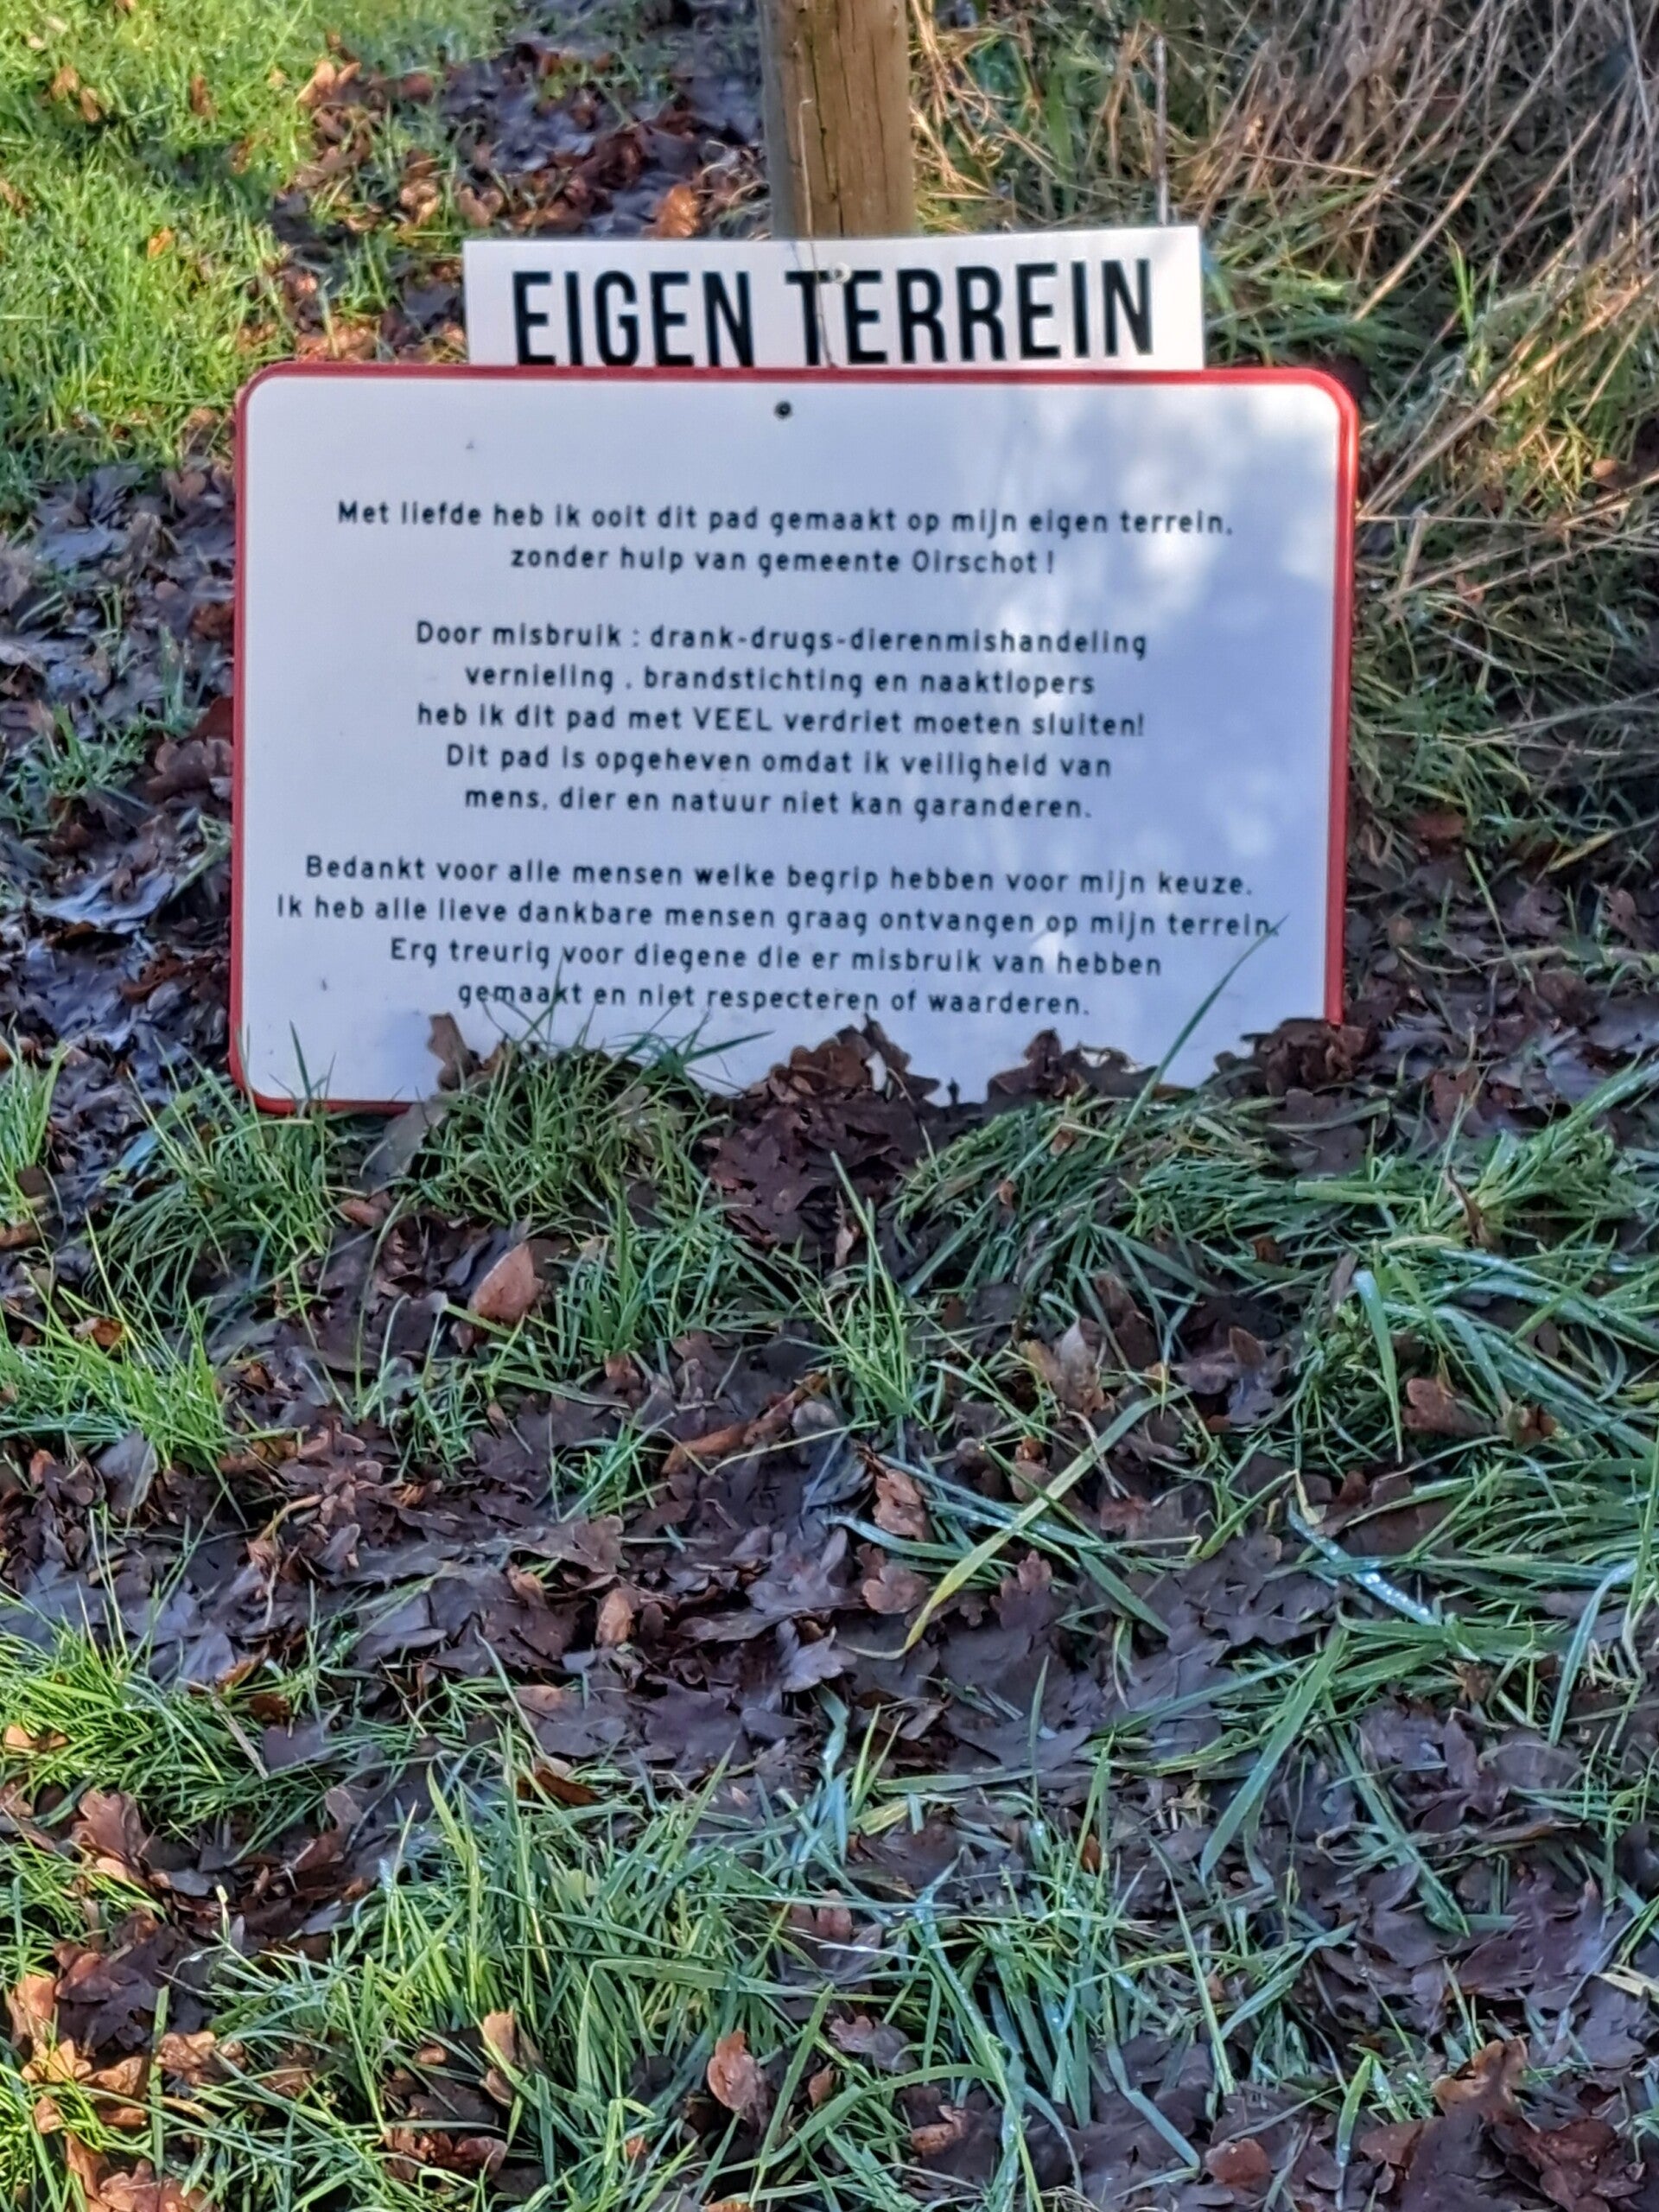 EIGEN TERREIN
Met liefde heb ik ooit dit pad gemaakt op mijn eigen terrein,
zonder hulp van gemeente Oirschot !
Door misbruik : drank-drugs-dierenmishandeling
vernieling , brandstichting en naaktlopers
heb ik dit pad met VEEL verdriet moeten sluiten!
Dit pad is opgeheven omdat ik veiligheid van
mens, dier en natuur niet kan garanderen.
Bedankt voor alle mensen welke begrip hebben voor mijn keuze.
Ik heb alle lieve dankbare mensen graag ontvangen op mijn terrein.
Erg treurig voor diegene die er misbruik van hebben
gemaakt en niet respecteren of waarderen.